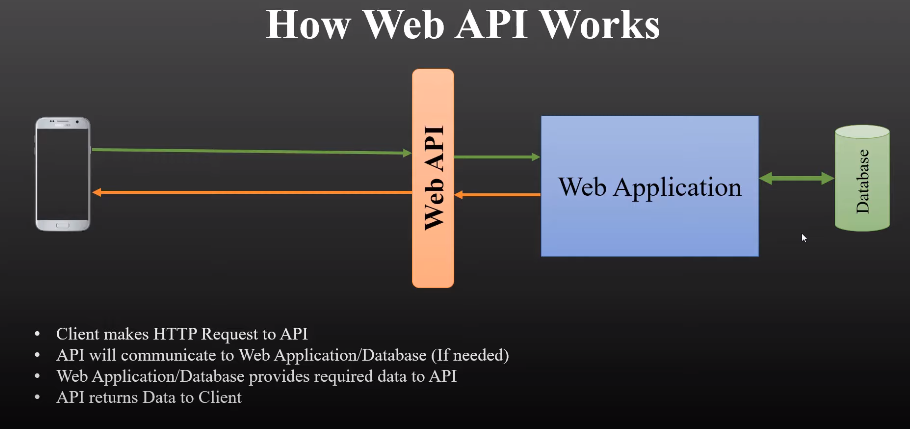 How Web API Works
Web API
Web Application
Database
• Client makes HTTP Request to API
• API will communicate to Web Application/Database (If needed)
• Web Application/Database provides required data to API
• API returns Data to Client